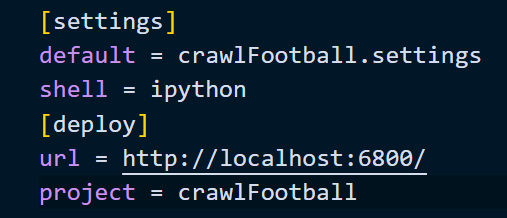 [settings]
default = crawlFootball.settings
shell = ipython
[deploy]
url = http://localhost:6800/
project = crawlFootball